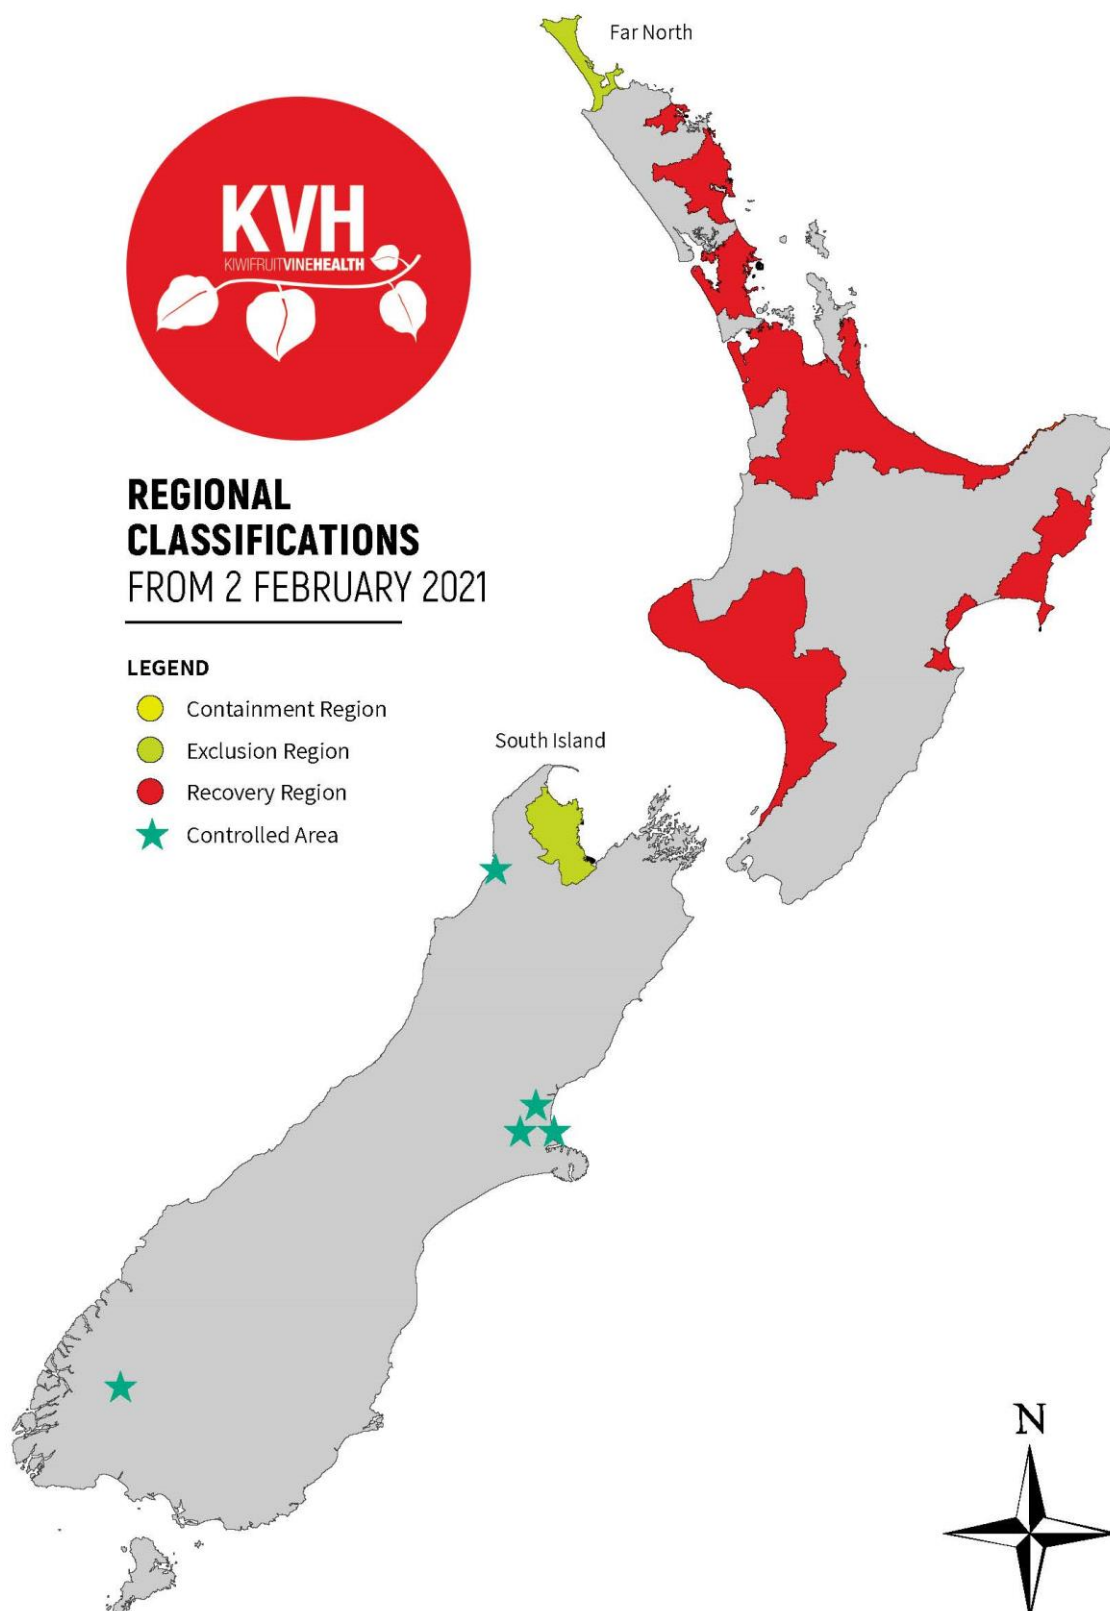 Far North
KVH
KIWIFRUITVINEHEALTH
REGIONAL
CLASSIFICATIONS
FROM 2 FEBRUARY 2021
LEGEND
Containment Region
Exclusion Region
Recovery Region
Controlled Area
South Island
N